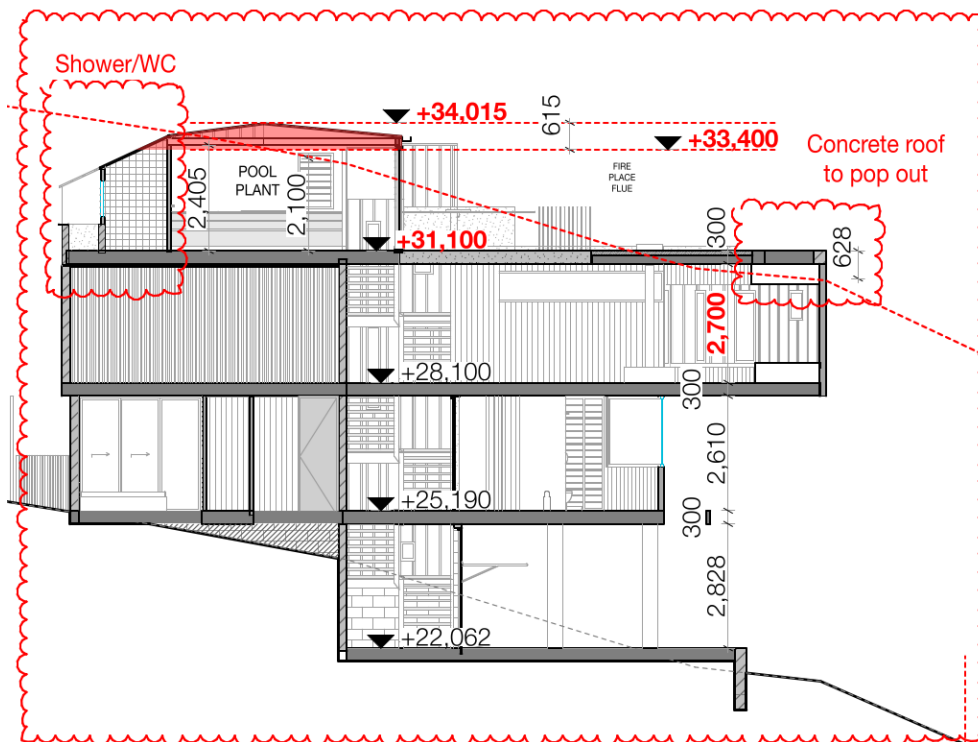 Shower/WC
+34,015
615
+33,400
Concrete roof
to pop out
POOL
PLANT
FIRE
PLACE
FLUE
2,405
2,100
+31,100
300
628
2,700
+28,100
300
2,610
+25,190
300
2,828
+22,062